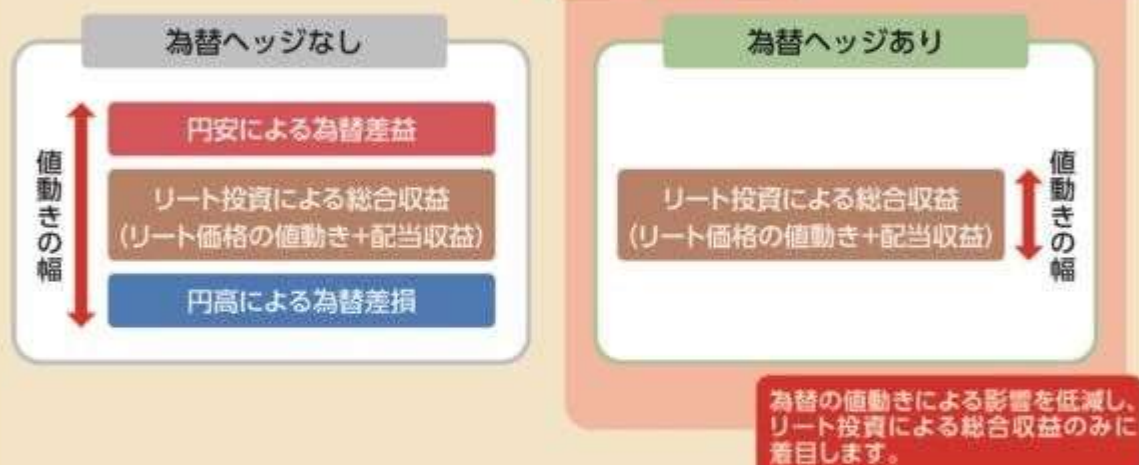 為替ヘッジなし
値動きの幅
円安による為替差益
リート投資による総合収益
(リート価格の値動き+配当収益)
円高による為替差損
為替ヘッジあり
リート投資による総合収益
(リート価格の値動き+配当収益)
値動きの幅
為替の値動きによる影響を低減し、
リート投資による総合収益のみに
着目します。